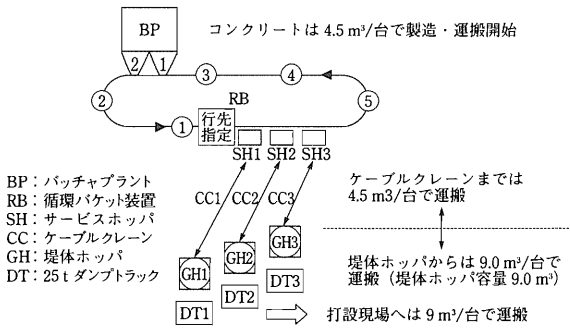 BP
コンクリートは 4.5 m³/台で製造・運搬開始
2 1
③ ④
② RB ⑤
① 行先
指定
SH1 SH2 SH3
BP：バッチャプラント
RB：循環バケット装置
SH：サービスホッパ
CC：ケーブルクレーン
GH：堤体ホッパ
DT：25 t ダンプトラック
CC1 CC2 CC3
ケーブルクレーンまでは
4.5 m3/台で運搬
GH1 GH2 GH3
堤体ホッパからは 9.0 m³/台で
運搬（堤体ホッパ容量 9.0 m³）
DT1 DT2 DT3
打設現場へは 9 m³/台で運搬